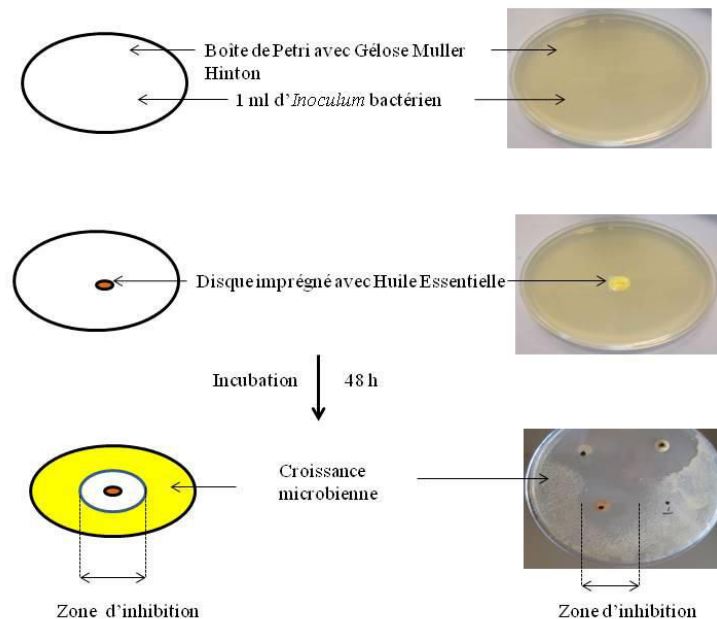 Boîte de Petri avec Gélose Muller
Hinton
1 ml d'Inoculum bactérien
Disque imprégné avec Huile Essentielle
Incubation 48 h
Croissance
microbienne
Zone d'inhibition
Zone d'inhibition